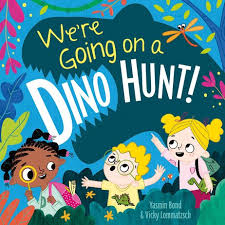 We're
Going on a
Dino Hunt!
Yasmin Bond
& Vicky Lommatzsch